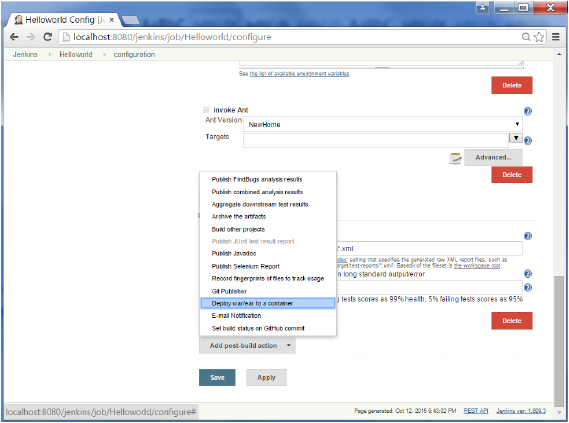 Helloworld Config [Je
localhost:8080/jenkins/job/Helloworld/configure
Jenkins Helloworld configuration
See the list of available environment variables
Delete
Invoke Ant
Ant Version NewHome
Targets
Advanced...
Delete
Publish FindBugs analysis results
Publish combined analysis results
Aggregate downstream test results
Archive the artifacts
Build other projects
Publish JUnit test result report
Publish Javadoc
Publish Selenium Report
Record fingerprints of files to track usage
Git Publisher
Deploy war/ear to a container
E-mail Notification
Set build status on GitHub commit
*.xml
des' setting that specifies the generated raw XML report files, such as
target/test-reports/*.xml'. Basedir of the fileset is the workspace root.
n long standard output/error
ng tests scores as 99% health. 5% failing tests scores as 95%
Delete
Add post-build action
Save Apply
localhost:8080/jenkins/job/Helloworld/configure#
Page generated: Oct 12, 2015 9:43:02 PM REST API Jenkins ver. 1.609.3